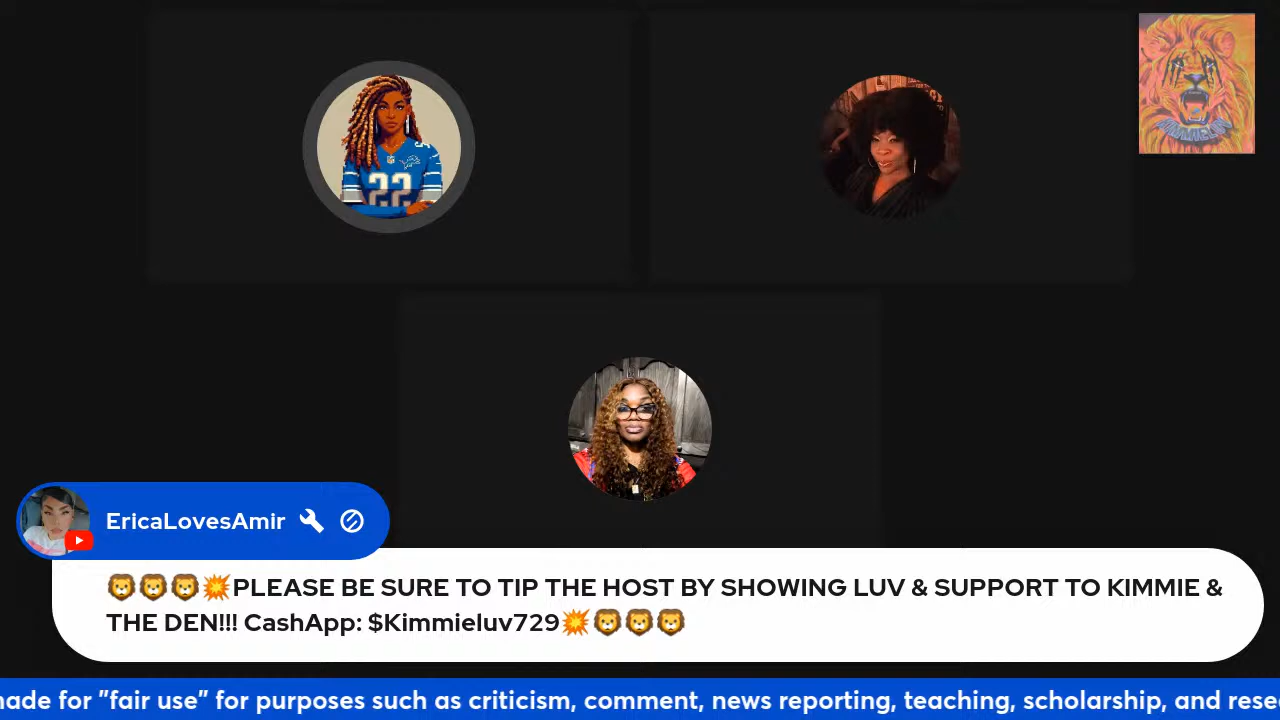 22
EricaLovesAmir
🦁🦁🦁💥PLEASE BE SURE TO TIP THE HOST BY SHOWING LUV & SUPPORT TO KIMMIE &
THE DEN!!! CashApp: $Kimmieluv729💥🦁🦁🦁
made for "fair use" for purposes such as criticism, comment, news reporting, teaching, scholarship, and rese